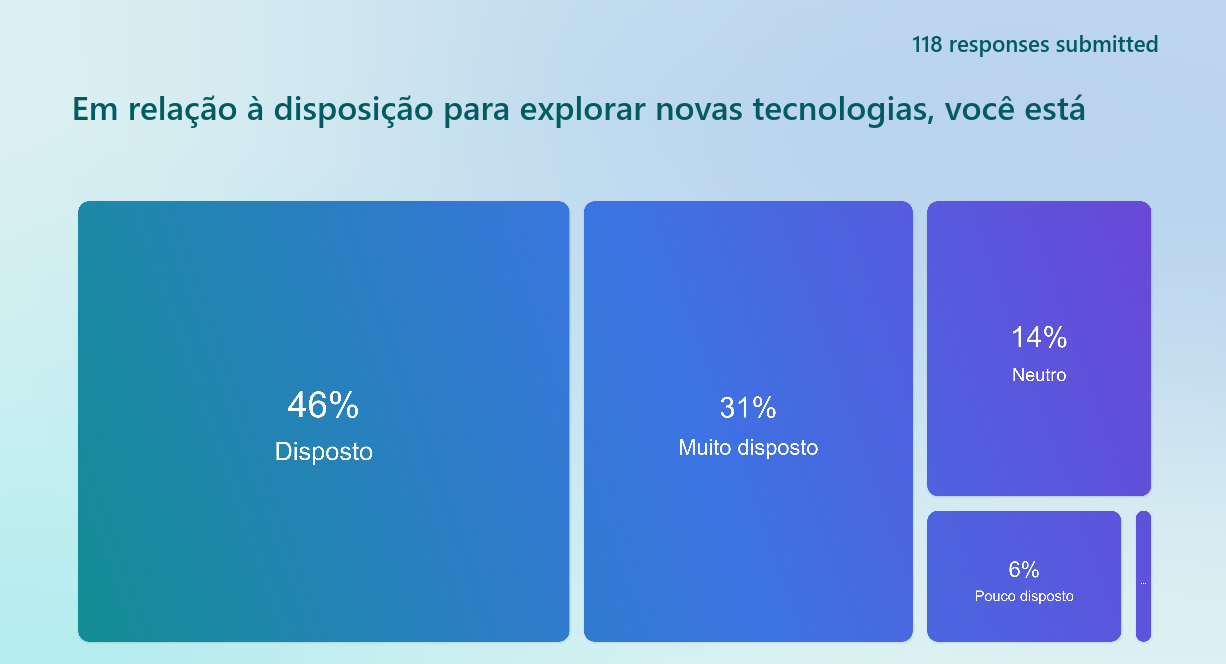 118 responses submitted
Em relação à disposição para explorar novas tecnologias, você está
46%
Disposto
31%
Muito disposto
14%
Neutro
6%
Pouco disposto
...